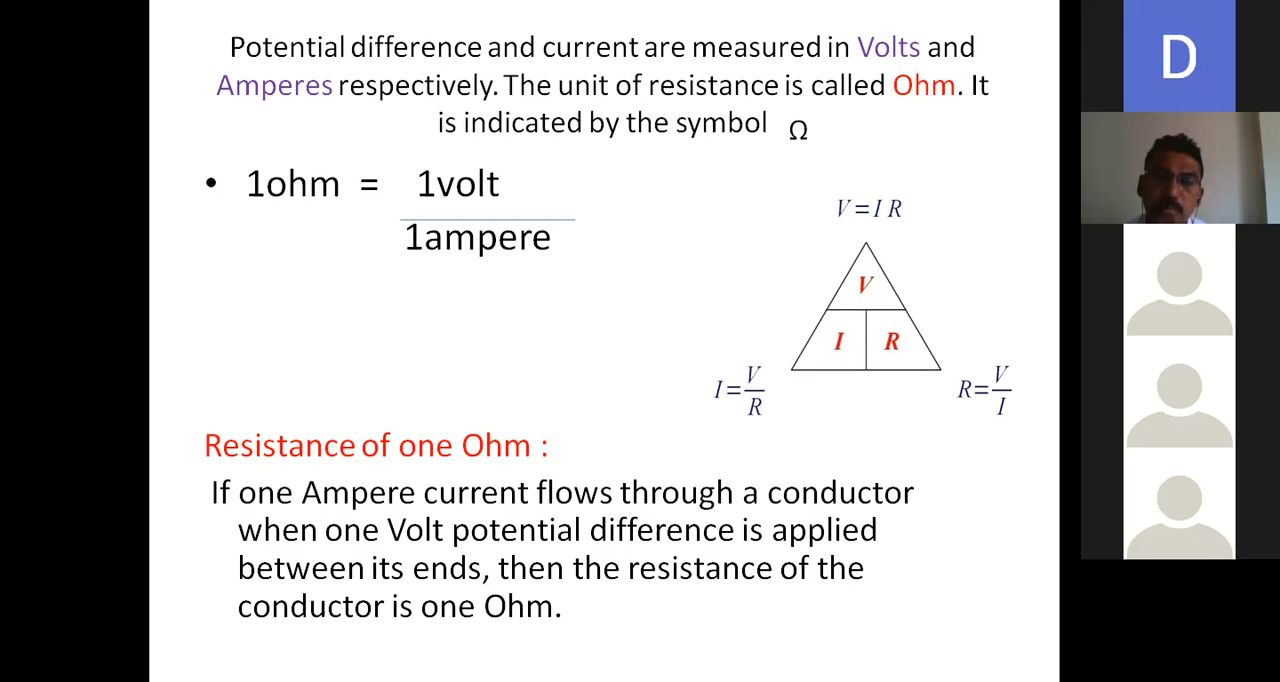 Potential difference and current are measured in Volts and
Amperes respectively. The unit of resistance is called Ohm. It
is indicated by the symbol Ω
• 1ohm = 1volt
1ampere
V=I R
V
I R
I=V/R
R=V/I
Resistance of one Ohm :
If one Ampere current flows through a conductor
when one Volt potential difference is applied
between its ends, then the resistance of the
conductor is one Ohm.
D